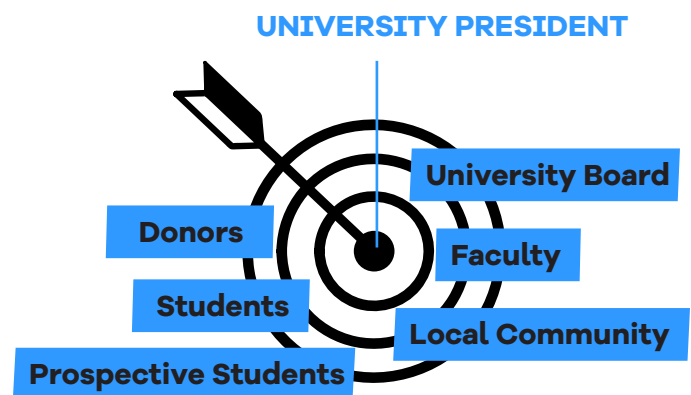 UNIVERSITY PRESIDENT
University Board
Donors
Faculty
Students
Local Community
Prospective Students